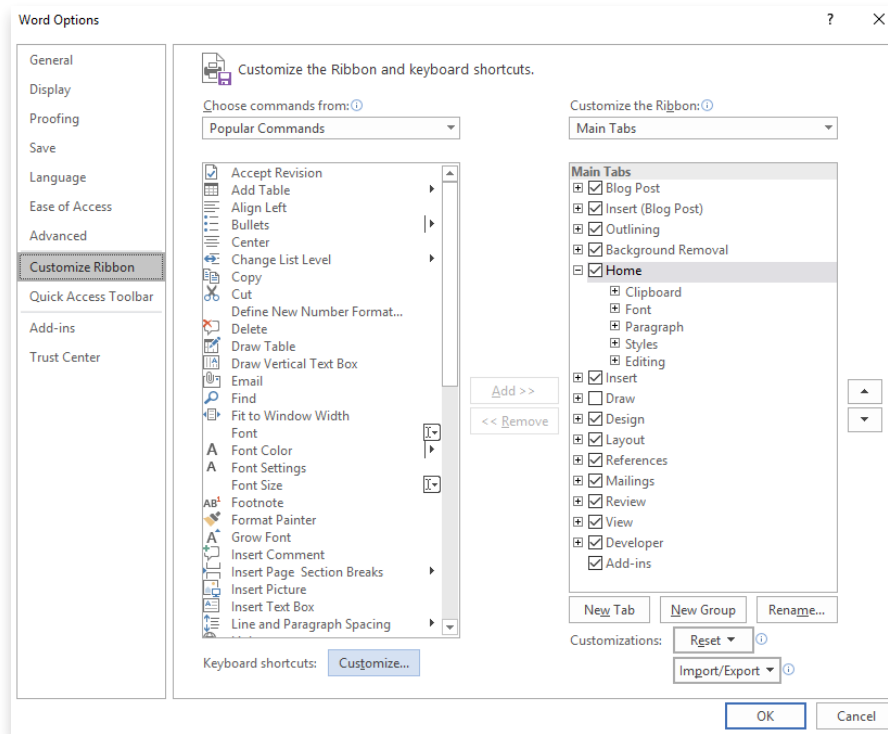 Word Options
?
General
Display
Proofing
Save
Language
Ease of Access
Advanced
Customize Ribbon
Quick Access Toolbar
Add-ins
Trust Center
Customize the Ribbon and keyboard shortcuts.
Choose commands from:
Popular Commands
Accept Revision
Add Table
Align Left
Bullets
Center
Change List Level
Copy
Cut
Define New Number Format...
Delete
Draw Table
Draw Vertical Text Box
Email
Find
Fit to Window Width
Font
Font Color
Font Settings
Font Size
Footnote
Format Painter
Grow Font
Insert Comment
Insert Page  Section Breaks
Insert Picture
Insert Text Box
Line and Paragraph Spacing
Keyboard shortcuts: Customize...
Add >>
<< Remove
Customize the Ribbon:
Main Tabs
Main Tabs
Blog Post
Insert (Blog Post)
Outlining
Background Removal
Home
Clipboard
Font
Paragraph
Styles
Editing
Insert
Draw
Design
Layout
References
Mailings
Review
View
Developer
Add-ins
New Tab New Group Rename...
Customizations: Reset
Import/Export
OK Cancel